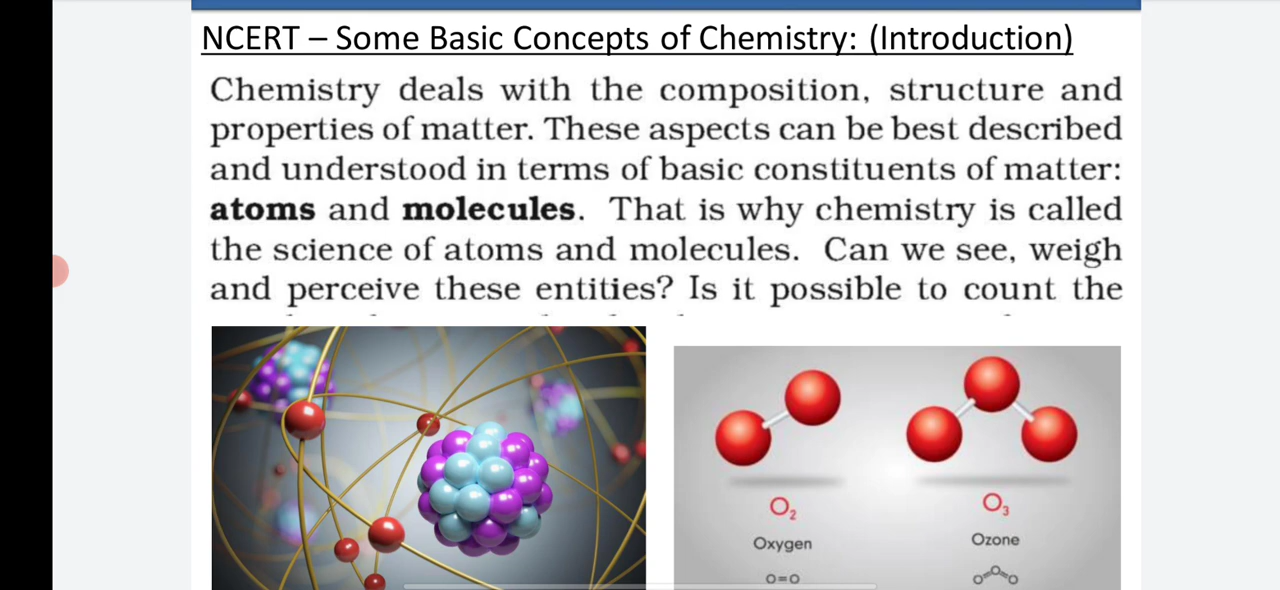 NCERT – Some Basic Concepts of Chemistry: (Introduction)
Chemistry deals with the composition, structure and
properties of matter. These aspects can be best described
and understood in terms of basic constituents of matter:
atoms and molecules. That is why chemistry is called
the science of atoms and molecules. Can we see, weigh
and perceive these entities? Is it possible to count the
O₂
Oxygen
O=O
O₃
Ozone
O=O-O